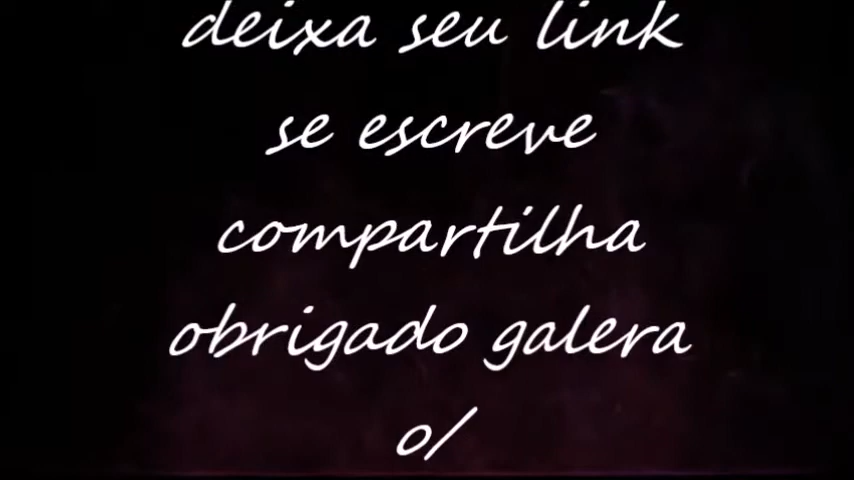 deixa seu link
se escreve
compartilha
obrigado galera
o/